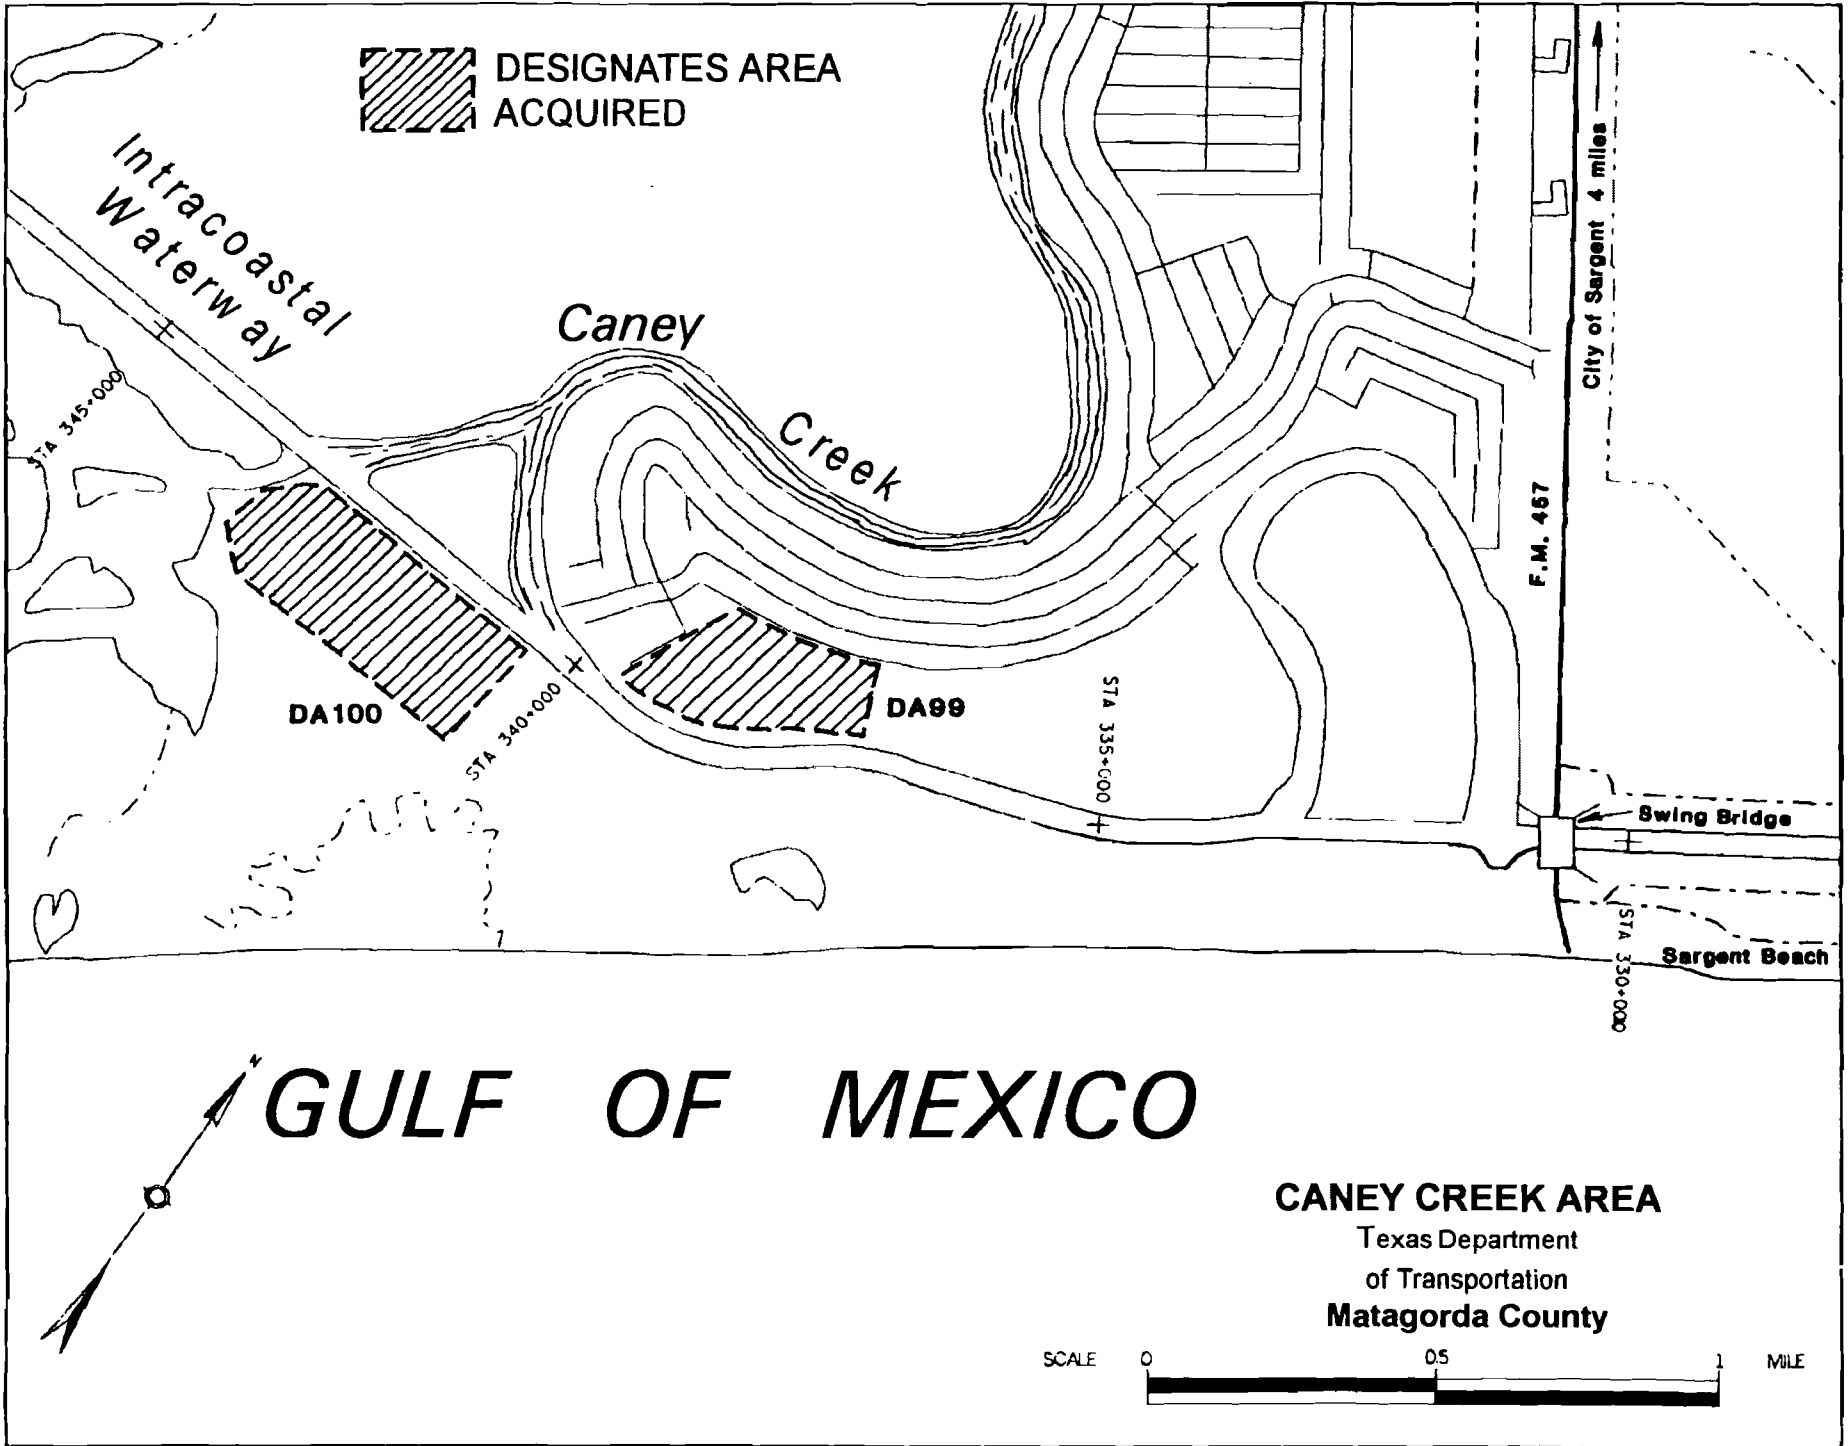 DESIGNATES AREA
ACQUIRED
Intracoastal
Waterway
Caney
Creek
City of Sargent 4 miles
F.M. 457
STA 345+000
DA100
STA 340+000
DA99
STA 335+000
Swing Bridge
STA 330+000
Sargent Beach
N
GULF OF MEXICO
CANEY CREEK AREA
Texas Department
of Transportation
Matagorda County
SCALE 0 0.5 1 MILE